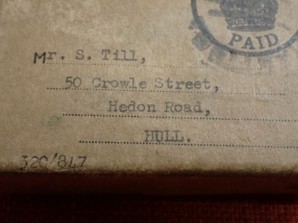 PAID
Mr. S. Till,
50 Crowle Street,
Hedon Road,
HULL.
320/847